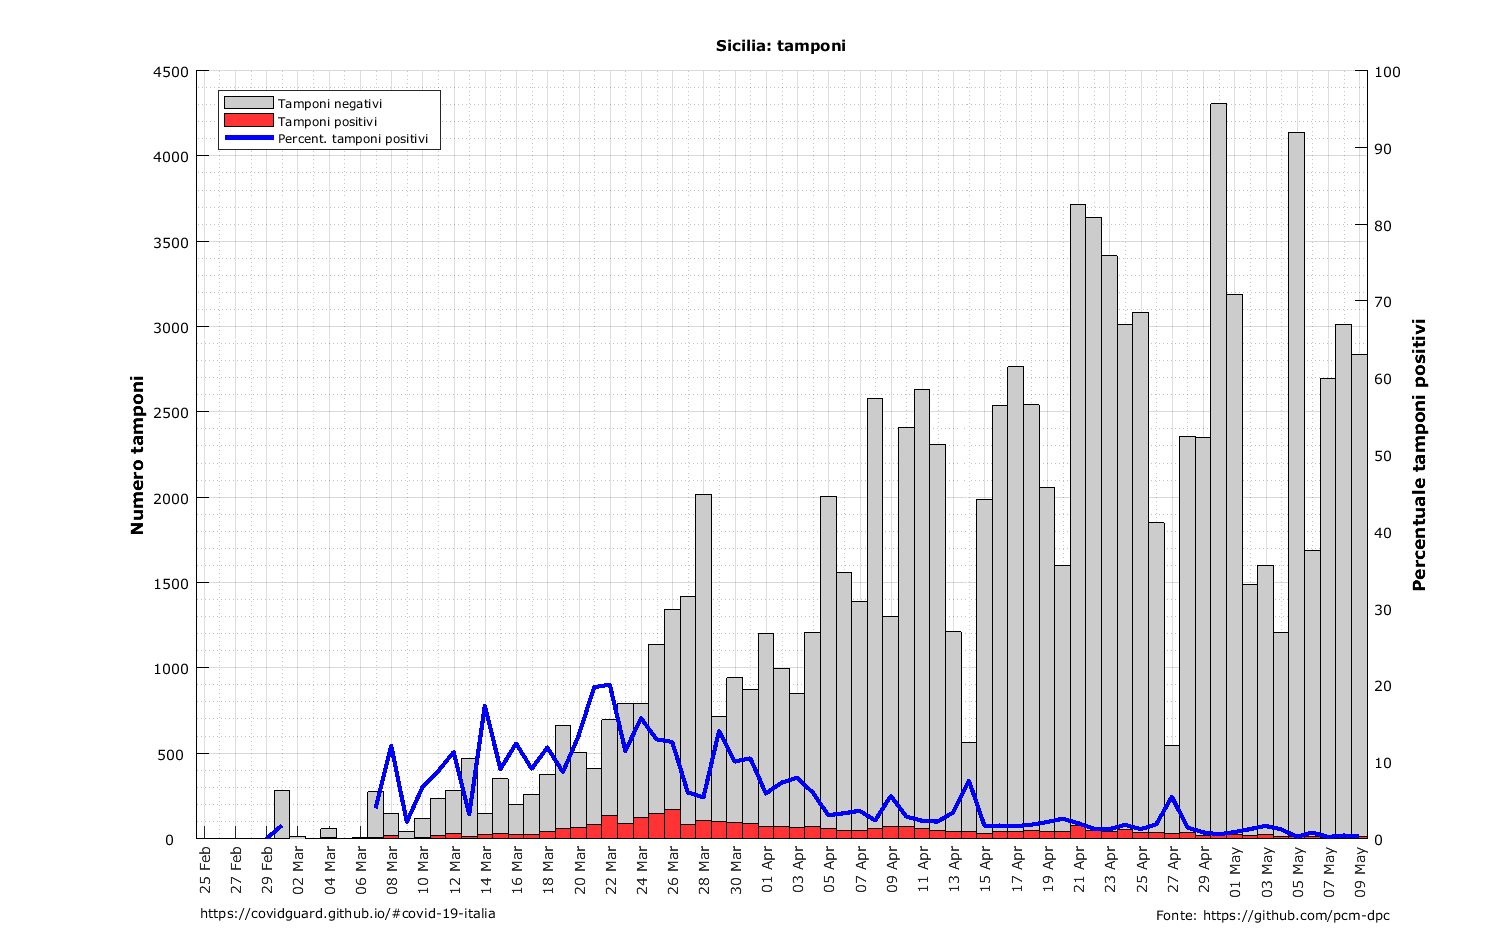 Sicilia: tamponi
Tamponi negativi
Tamponi positivi
Percent. tamponi positivi
Numero tamponi
4500
4000
3500
3000
2500
2000
1500
1000
500
0
100
90
80
70
60
50
40
30
20
10
0
Percentuale tamponi positivi
25 Feb
27 Feb
29 Feb
02 Mar
04 Mar
06 Mar
08 Mar
10 Mar
12 Mar
14 Mar
16 Mar
18 Mar
20 Mar
22 Mar
24 Mar
26 Mar
28 Mar
30 Mar
01 Apr
03 Apr
05 Apr
07 Apr
09 Apr
11 Apr
13 Apr
15 Apr
17 Apr
19 Apr
21 Apr
23 Apr
25 Apr
27 Apr
29 Apr
01 May
03 May
05 May
07 May
09 May
https://covidguard.github.io/#covid-19-italia
Fonte: https://github.com/pcm-dpc